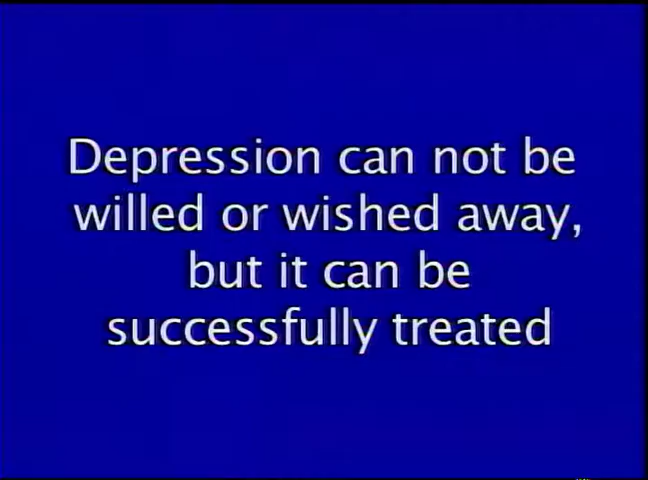 Depression can not be
willed or wished away,
but it can be
successfully treated